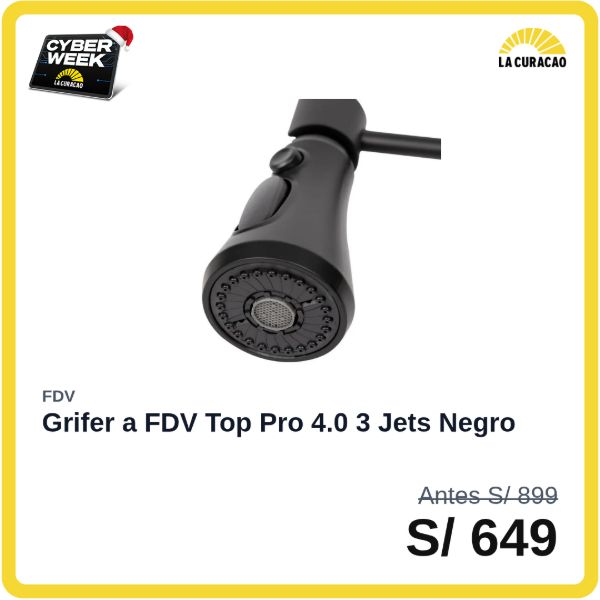 CYBER
WEEK
LA CURACAO
LA CURACAO
FDV
Grifer a FDV Top Pro 4.0 3 Jets Negro
Antes S/ 899
S/ 649